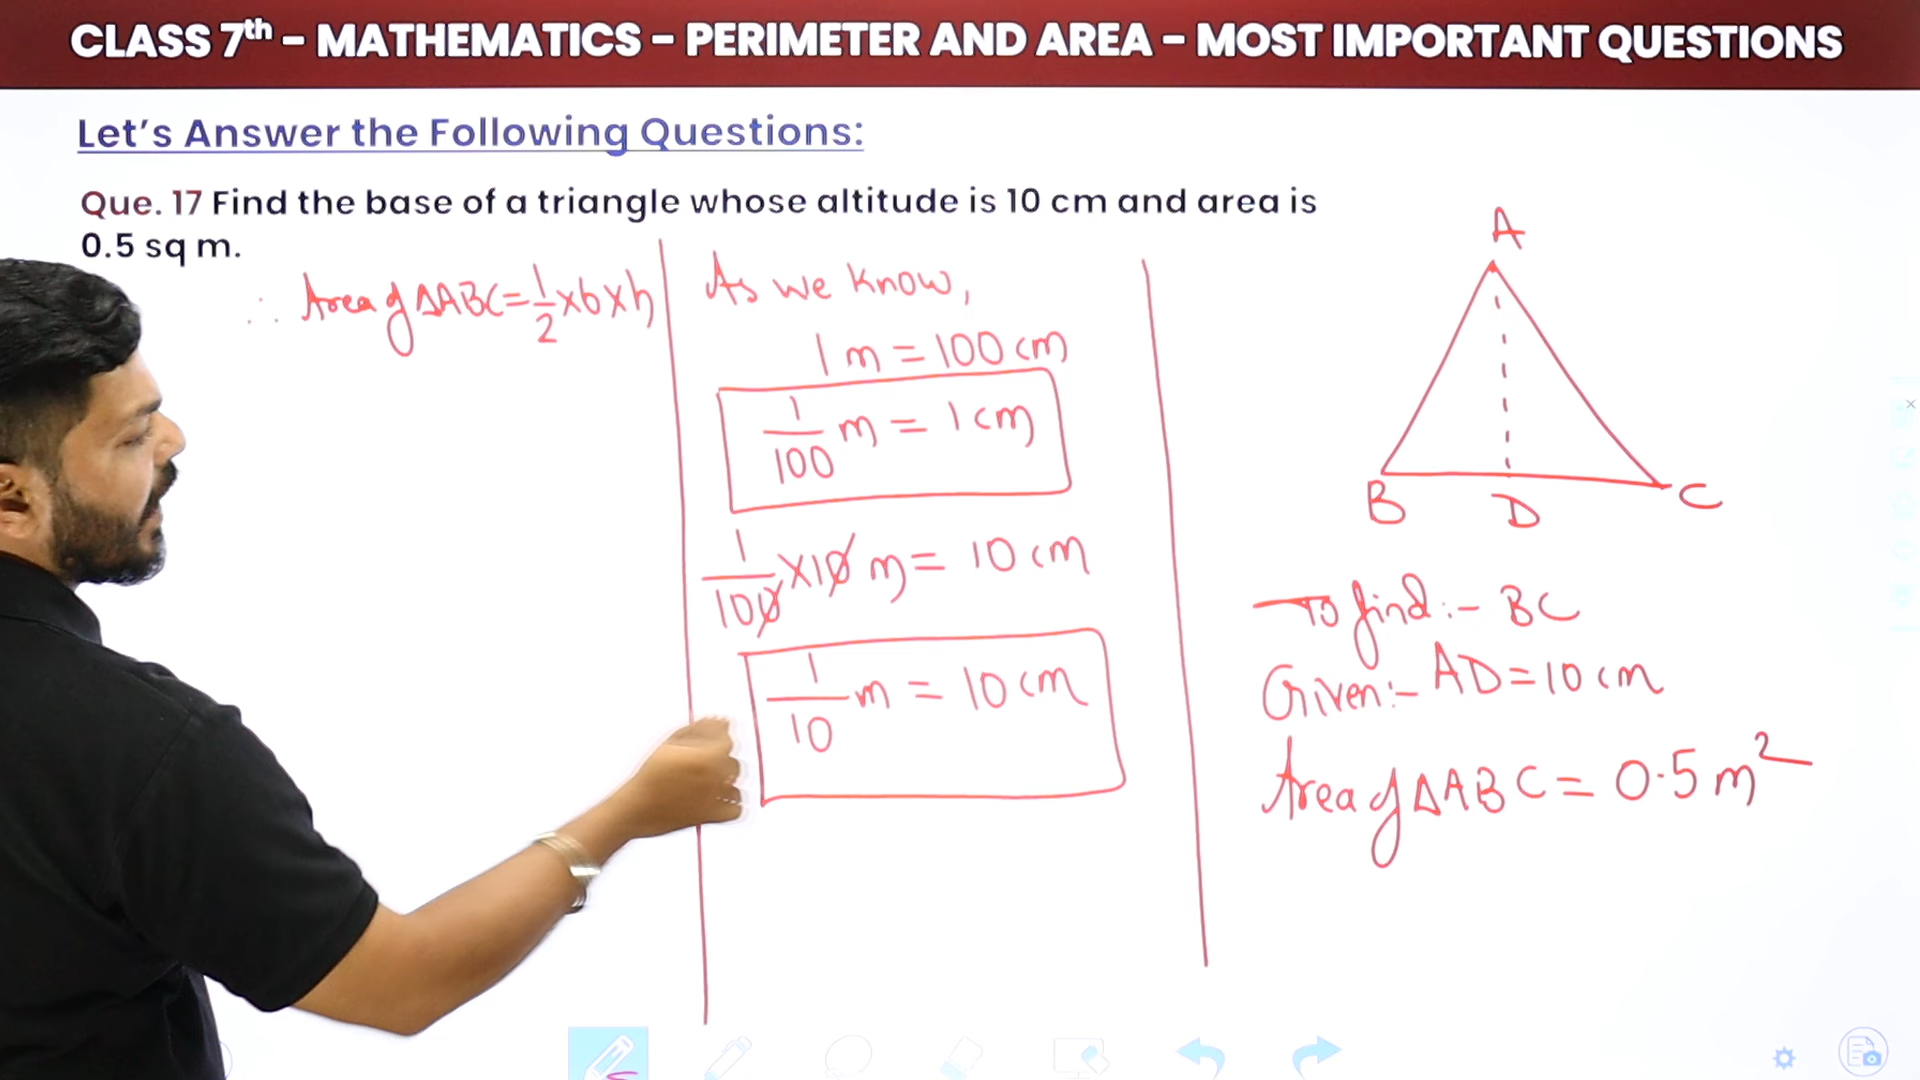 CLASS 7th – MATHEMATICS – PERIMETER AND AREA – MOST IMPORTANT QUESTIONS
Let's Answer the Following Questions:
Que. 17 Find the base of a triangle whose altitude is 10 cm and area is
0.5 sq m.
∴ Area of ΔABC = 1/2 × b × h
As we know,
1 m = 100 cm
1/100 m = 1 cm
1/100 × 10 m = 10 cm
1/10 m = 10 cm
A
B D C
To find:- BC
Given:- AD = 10 cm
Area of ΔABC = 0.5 m²